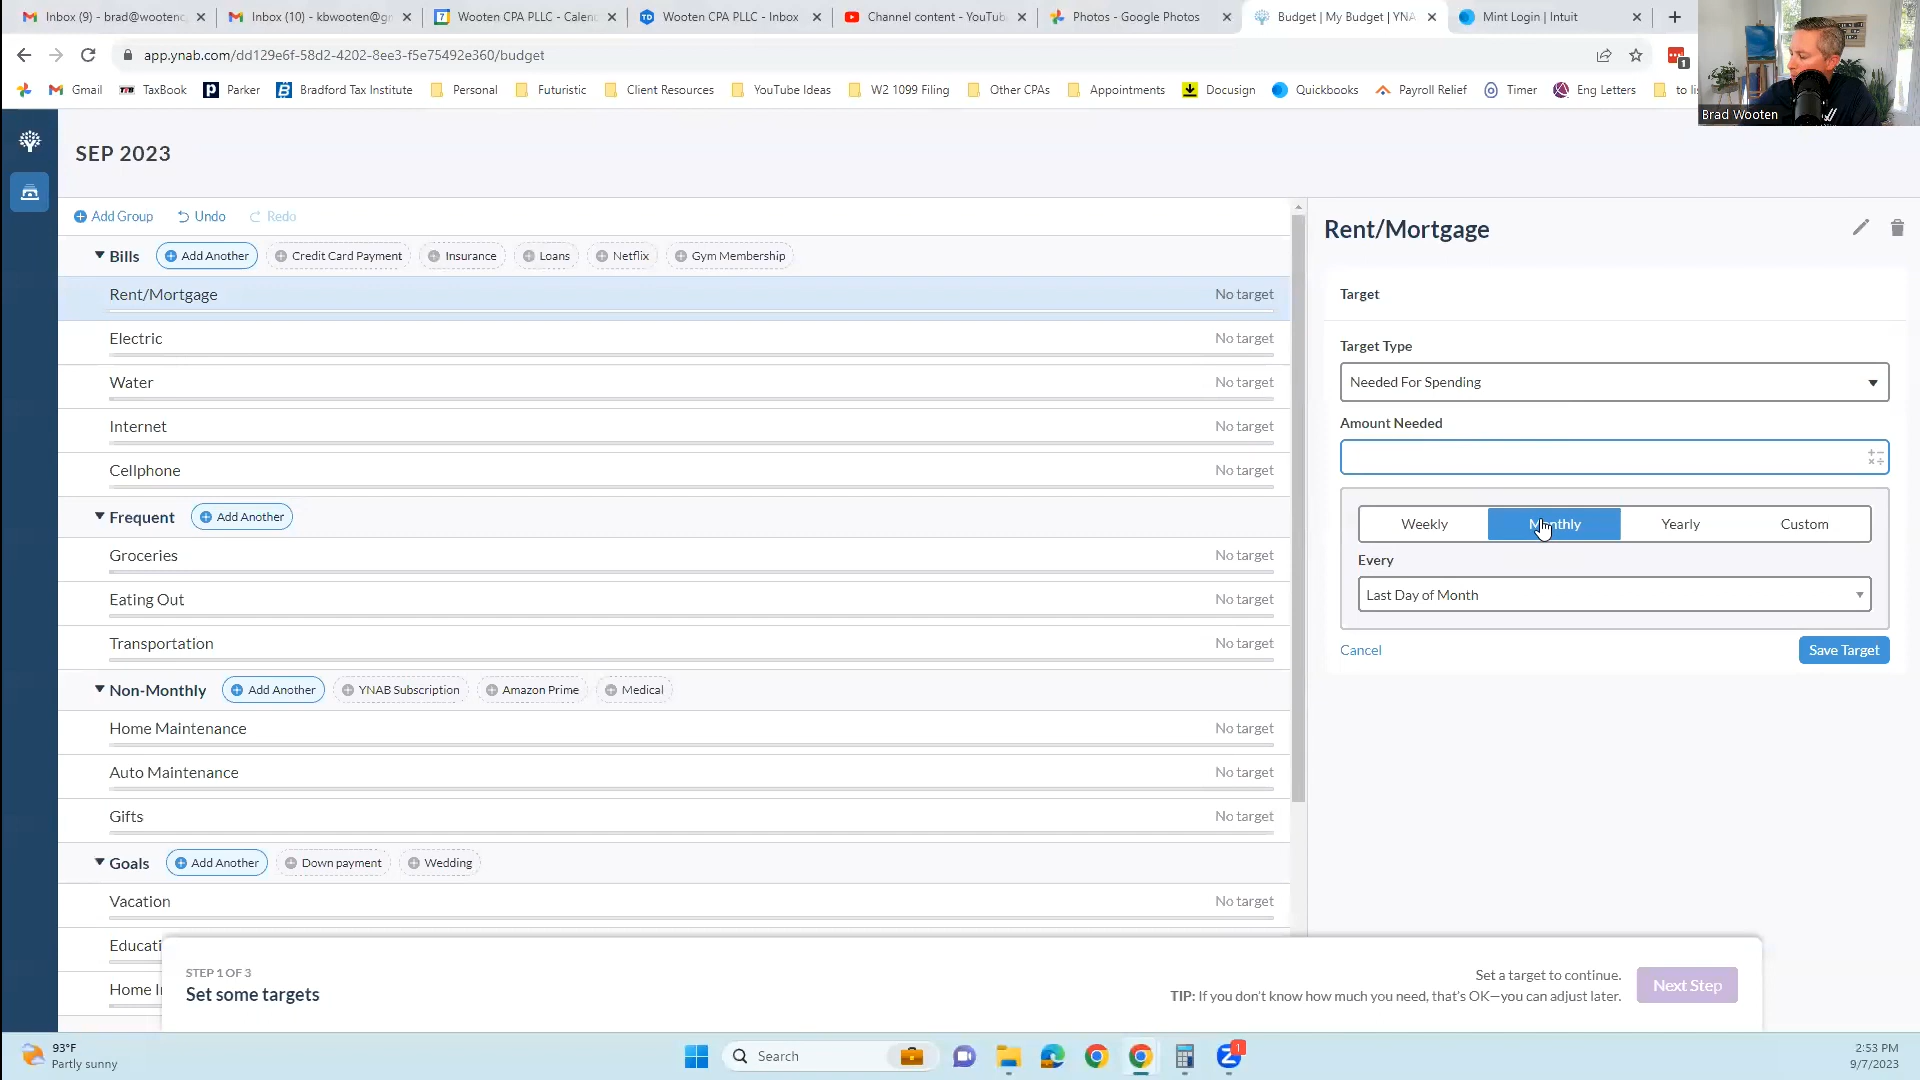 Inbox (9) - brad@wootenc
Inbox (10) - kbwooten@gn
Wooten CPA PLLC - Calenc
Wooten CPA PLLC - Inbox
Channel content - YouTub
Photos - Google Photos
Budget | My Budget | YNA
Mint Login | Intuit
app.ynab.com/dd129e6f-58d2-4202-8ee3-f5e75492e360/budget
1
Gmail
TaxBook
Parker
Bradford Tax Institute
Personal
Futuristic
Client Resources
YouTube Ideas
W2 1099 Filing
Other CPAs
Appointments
Docusign
Quickbooks
Payroll Relief
Timer
Eng Letters
to lis
Brad Wooten
SEP 2023
Add Group
Undo
Redo
Bills
Add Another
Credit Card Payment
Insurance
Loans
Netflix
Gym Membership
Rent/Mortgage
No target
Electric
No target
Water
No target
Internet
No target
Cellphone
No target
Frequent
Add Another
Groceries
No target
Eating Out
No target
Transportation
No target
Non-Monthly
Add Another
YNAB Subscription
Amazon Prime
Medical
Home Maintenance
No target
Auto Maintenance
No target
Gifts
No target
Goals
Add Another
Down payment
Wedding
Vacation
No target
Educati
Home I
Rent/Mortgage
Target
Target Type
Needed For Spending
Amount Needed
Weekly
Monthly
Yearly
Custom
Every
Last Day of Month
Cancel
Save Target
STEP 1 OF 3
Set some targets
Set a target to continue.
TIP: If you don't know how much you need, that's OK—you can adjust later.
Next Step
93°F
Partly sunny
Search
1
2:53 PM
9/7/2023